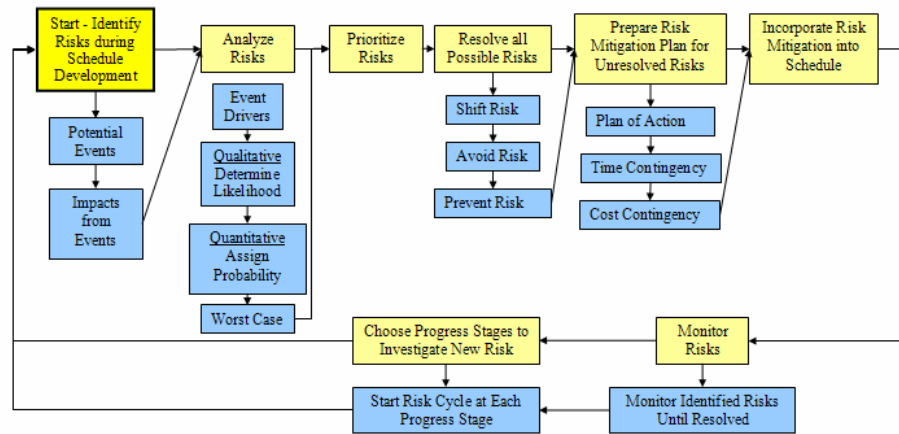 Start - Identify
Risks during
Schedule
Development
Potential
Events
Impacts
from
Events
Analyze
Risks
Event
Drivers
Qualitative
Determine
Likelihood
Quantitative
Assign
Probability
Worst Case
Prioritize
Risks
Resolve all
Possible Risks
Shift Risk
Avoid Risk
Prevent Risk
Prepare Risk
Mitigation Plan for
Unresolved Risks
Plan of Action
Time Contingency
Cost Contingency
Incorporate Risk
Mitigation into
Schedule
Monitor
Risks
Monitor Identified Risks
Until Resolved
Choose Progress Stages to
Investigate New Risk
Start Risk Cycle at Each
Progress Stage